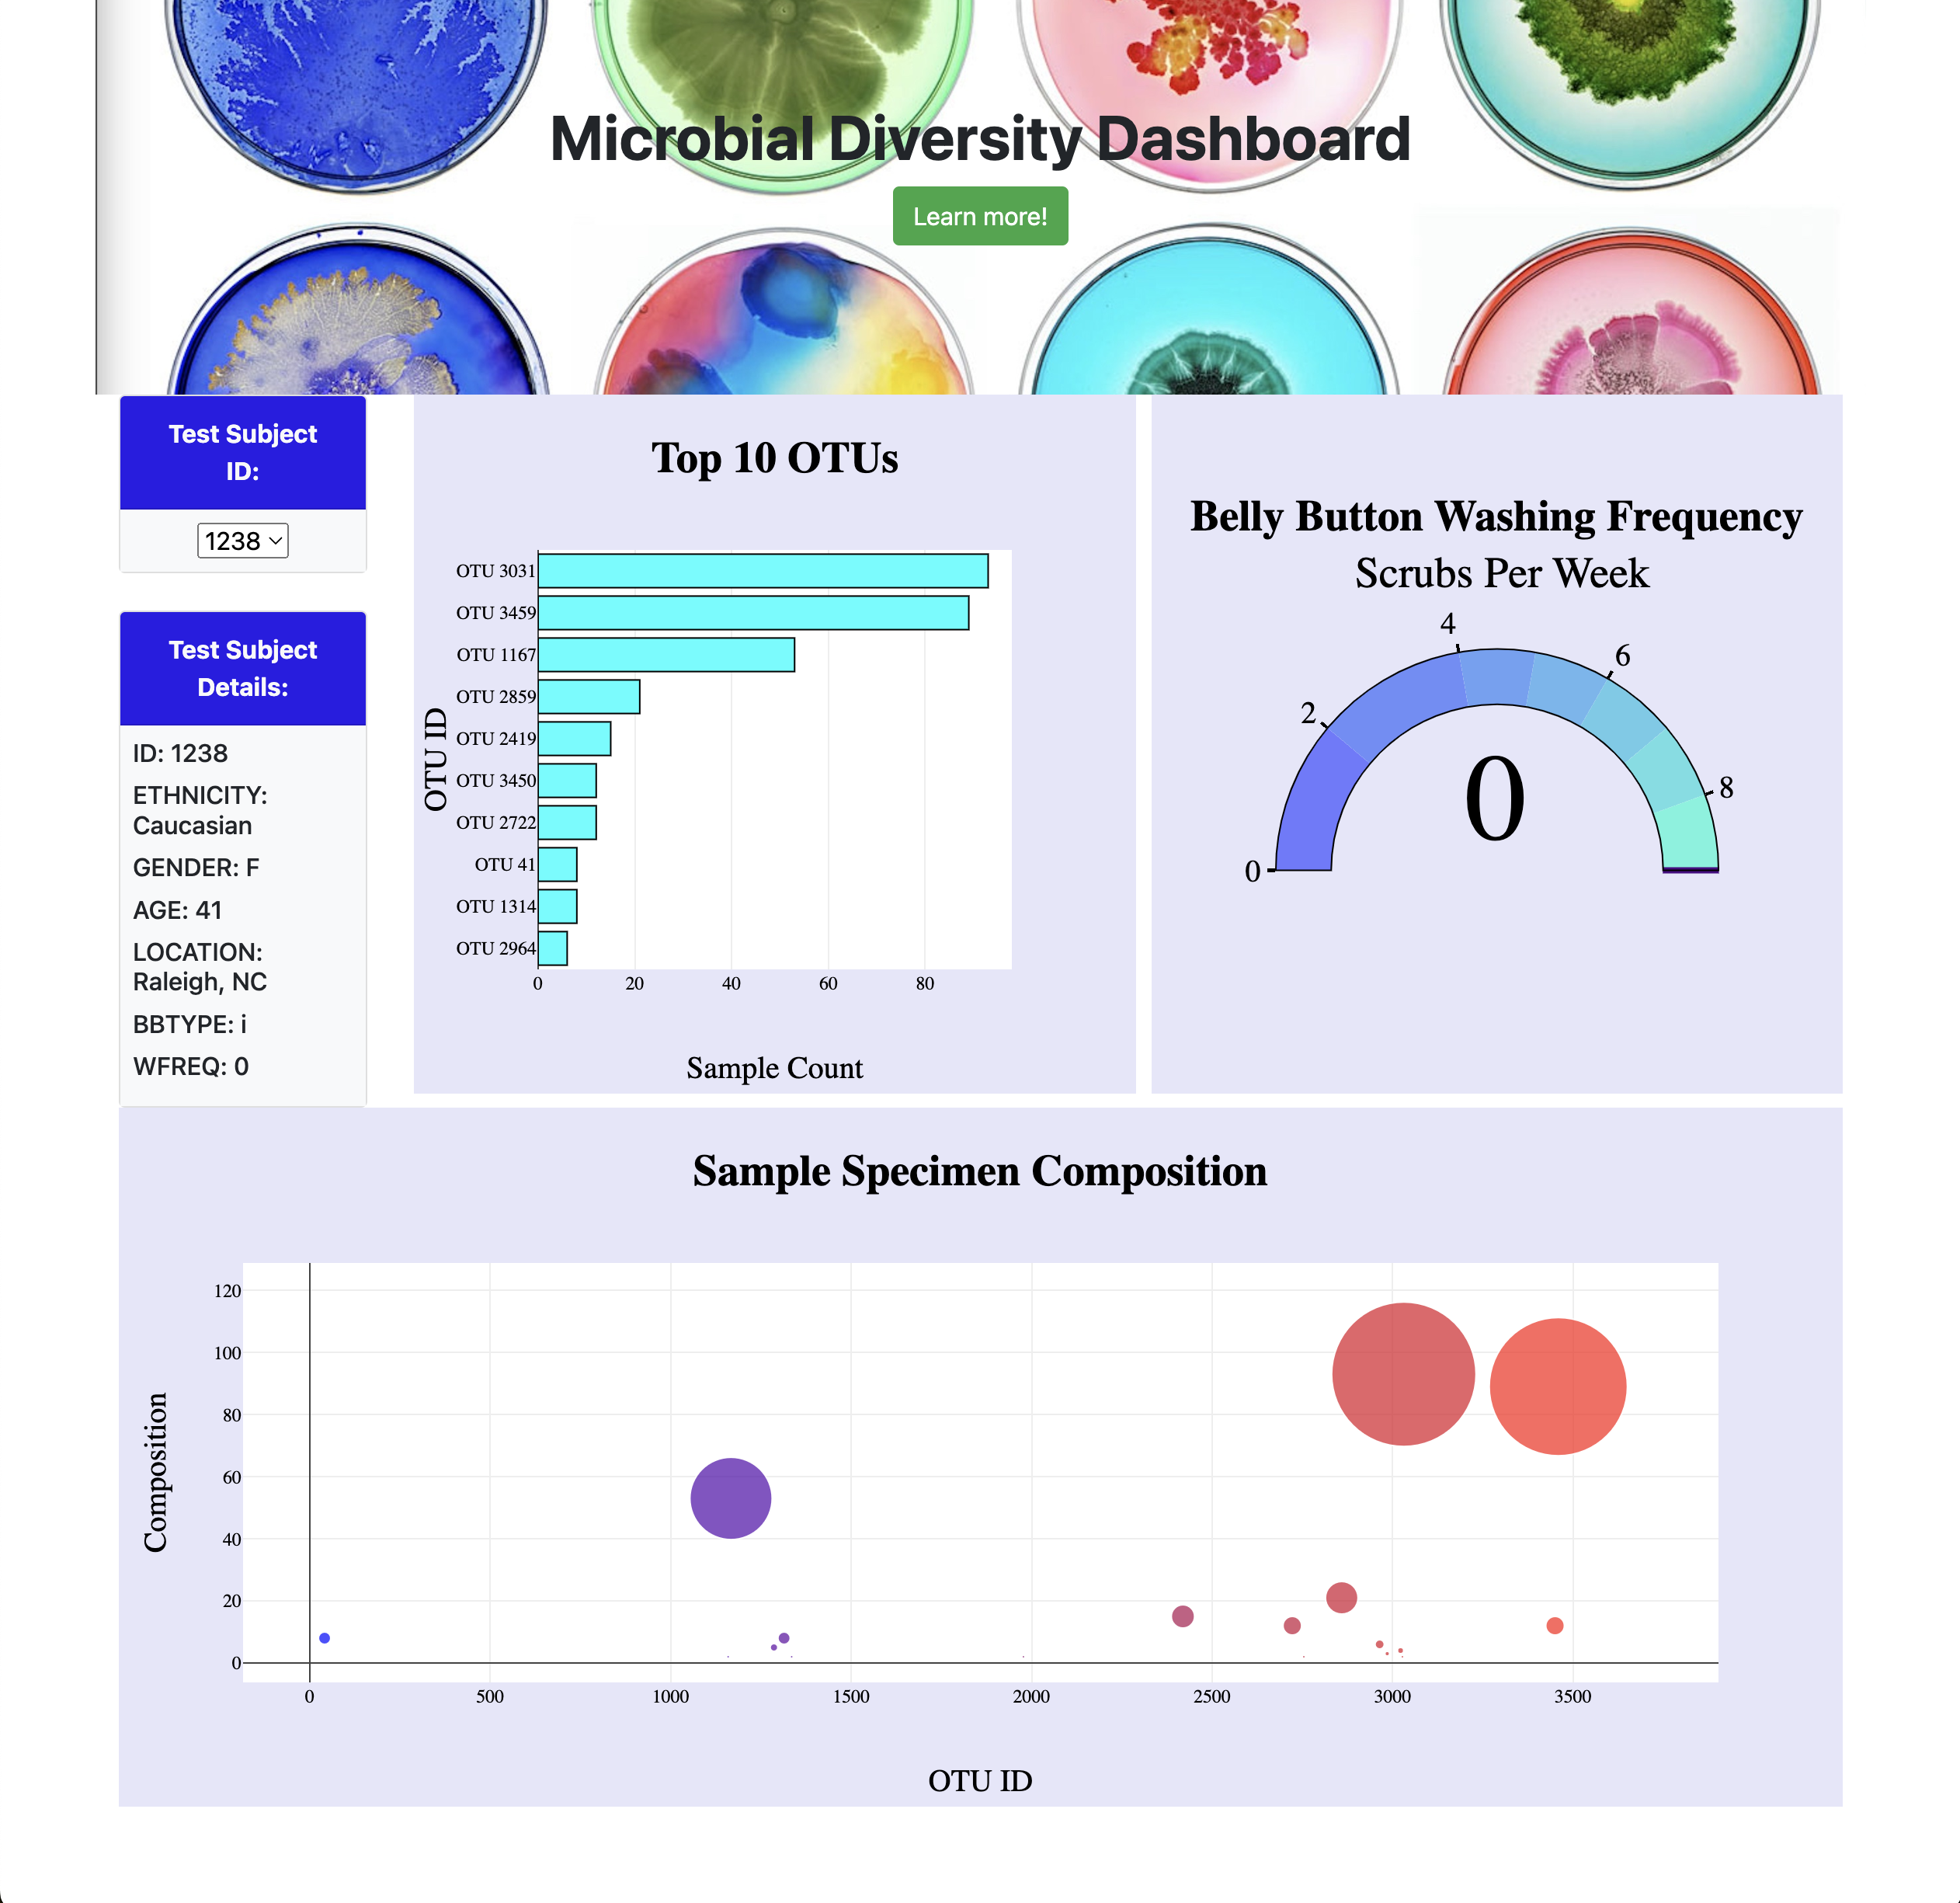 Microbial Diversity Dashboard
Learn more!
Test Subject
ID:
1238
Test Subject
Details:
ID: 1238
ETHNICITY:
Caucasian
GENDER: F
AGE: 41
LOCATION:
Raleigh, NC
BBTYPE: i
WFREQ: 0
Top 10 OTUs
OTU ID
OTU 3031
OTU 3459
OTU 1167
OTU 2859
OTU 2419
OTU 3450
OTU 2722
OTU 41
OTU 1314
OTU 2964
0 20 40 60 80
Sample Count
Belly Button Washing Frequency
Scrubs Per Week
0
2
4
6
8
0
Sample Specimen Composition
Composition
120
100
80
60
40
20
0
0 500 1000 1500 2000 2500 3000 3500
OTU ID